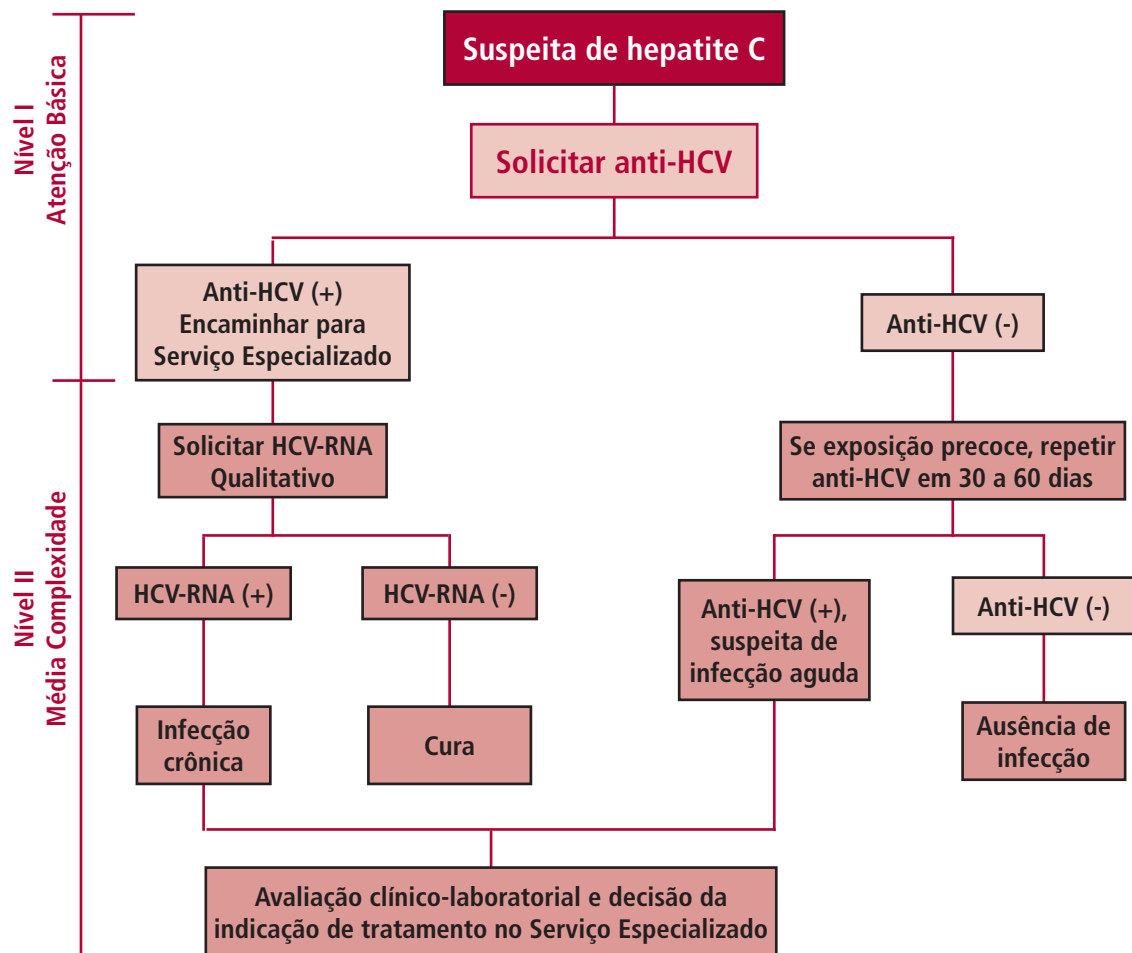 Nível I
Atenção Básica
Suspeita de hepatite C
Solicitar anti-HCV
Anti-HCV (+)
Encaminhar para
Serviço Especializado
Anti-HCV (-)
Nível II
Média Complexidade
Solicitar HCV-RNA
Qualitativo
Se exposição precoce, repetir
anti-HCV em 30 a 60 dias
HCV-RNA (+)
HCV-RNA (-)
Anti-HCV (+),
suspeita de
infecção aguda
Anti-HCV (-)
Infecção
crônica
Cura
Ausência de
infecção
Avaliação clínico-laboratorial e decisão da
indicação de tratamento no Serviço Especializado